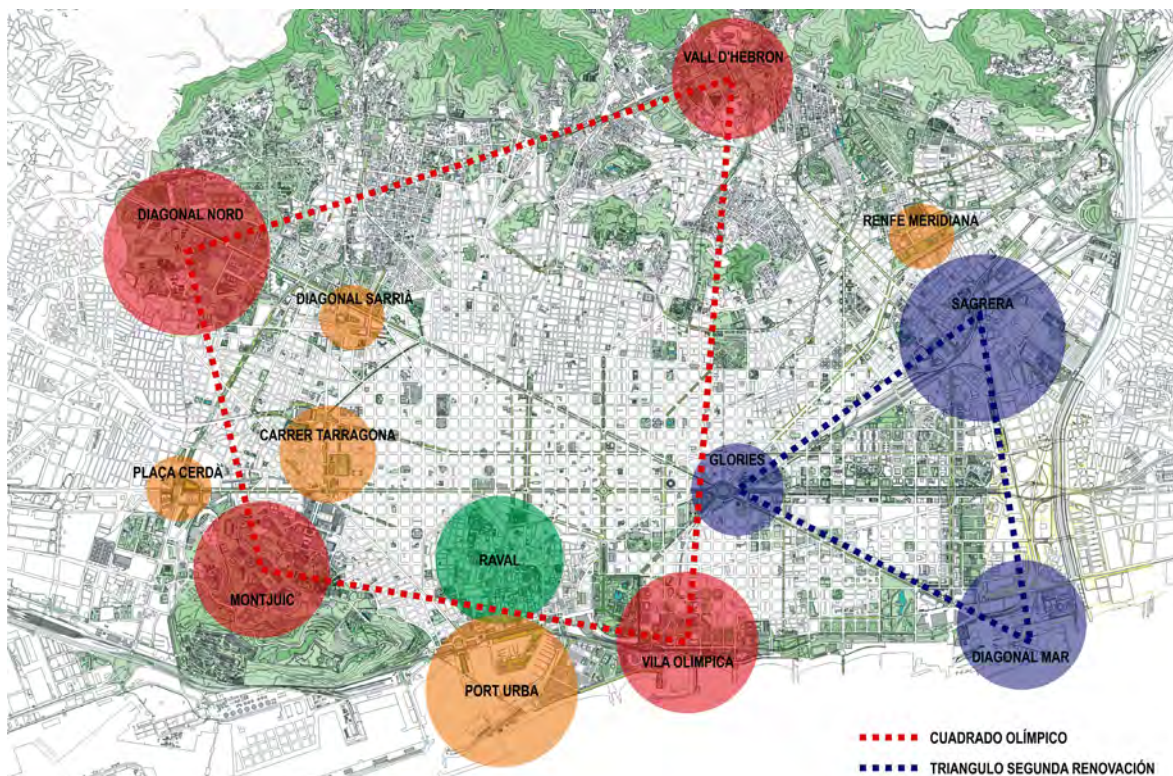 VALL D'HEBRON
DIAGONAL NORD
RENFE MERIDIANA
DIAGONAL SARRIÀ
SAGRERA
CARRER TARRAGONA
GLORIES
PLAÇA CERDÀ
RAVAL
MONTJUIC
VILA OLIMPICA
DIAGONAL MAR
PORT URBA
CUADRADO OLÍMPICO
TRIANGULO SEGUNDA RENOVACIÓN